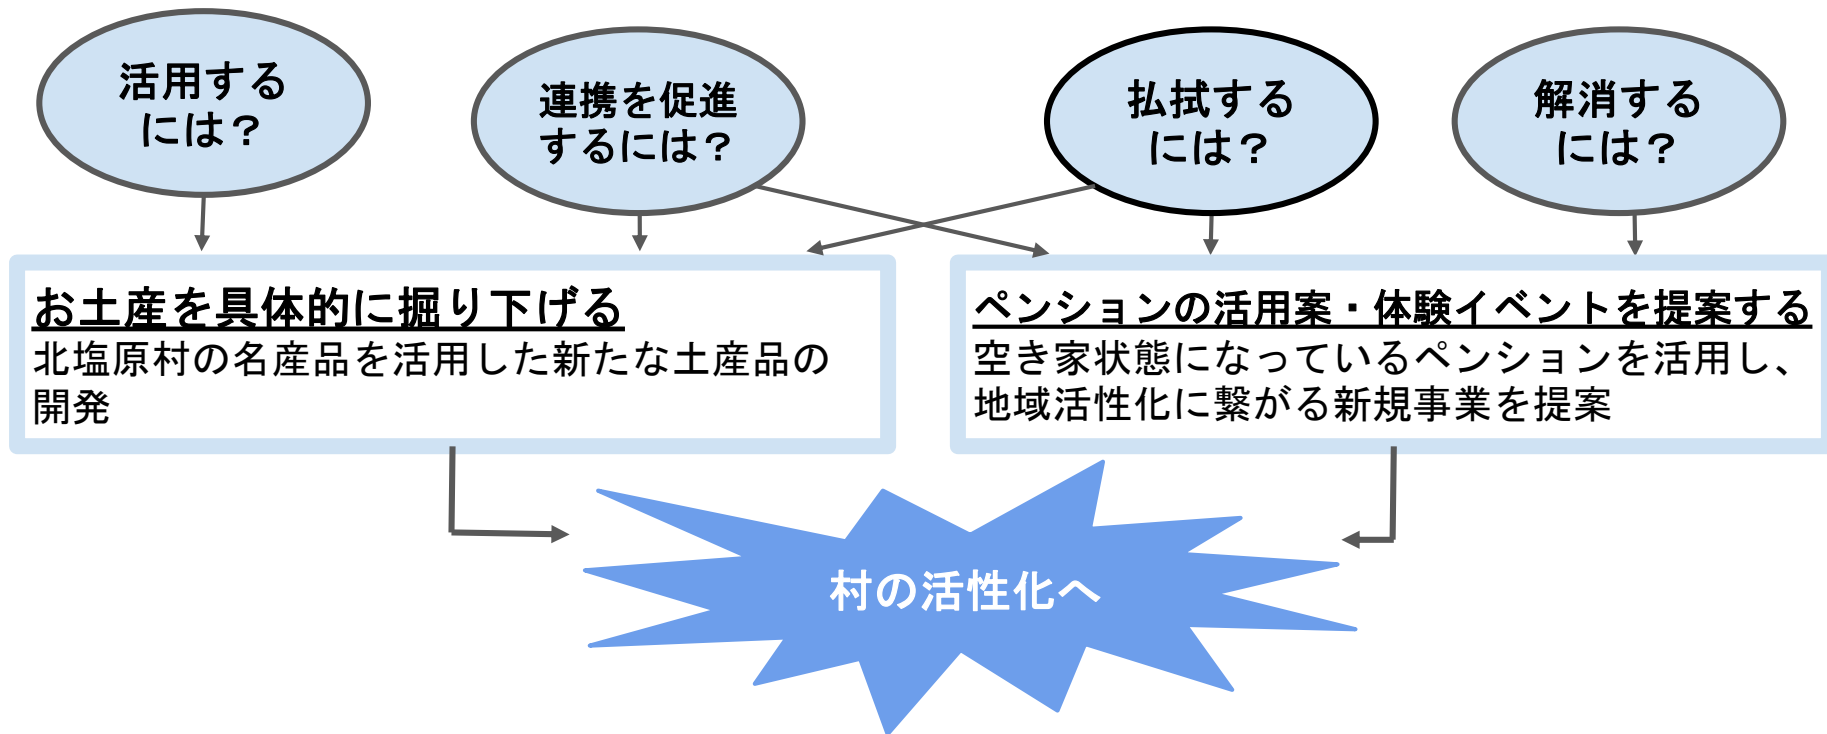 活用する
には？
連携を促進
するには？
払拭する
には？
解消する
には？
お土産を具体的に掘り下げる
北塩原村の名産品を活用した新たな土産品の
開発
ペンションの活用案・体験イベントを提案する
空き家状態になっているペンションを活用し、
地域活性化に繋がる新規事業を提案
村の活性化へ